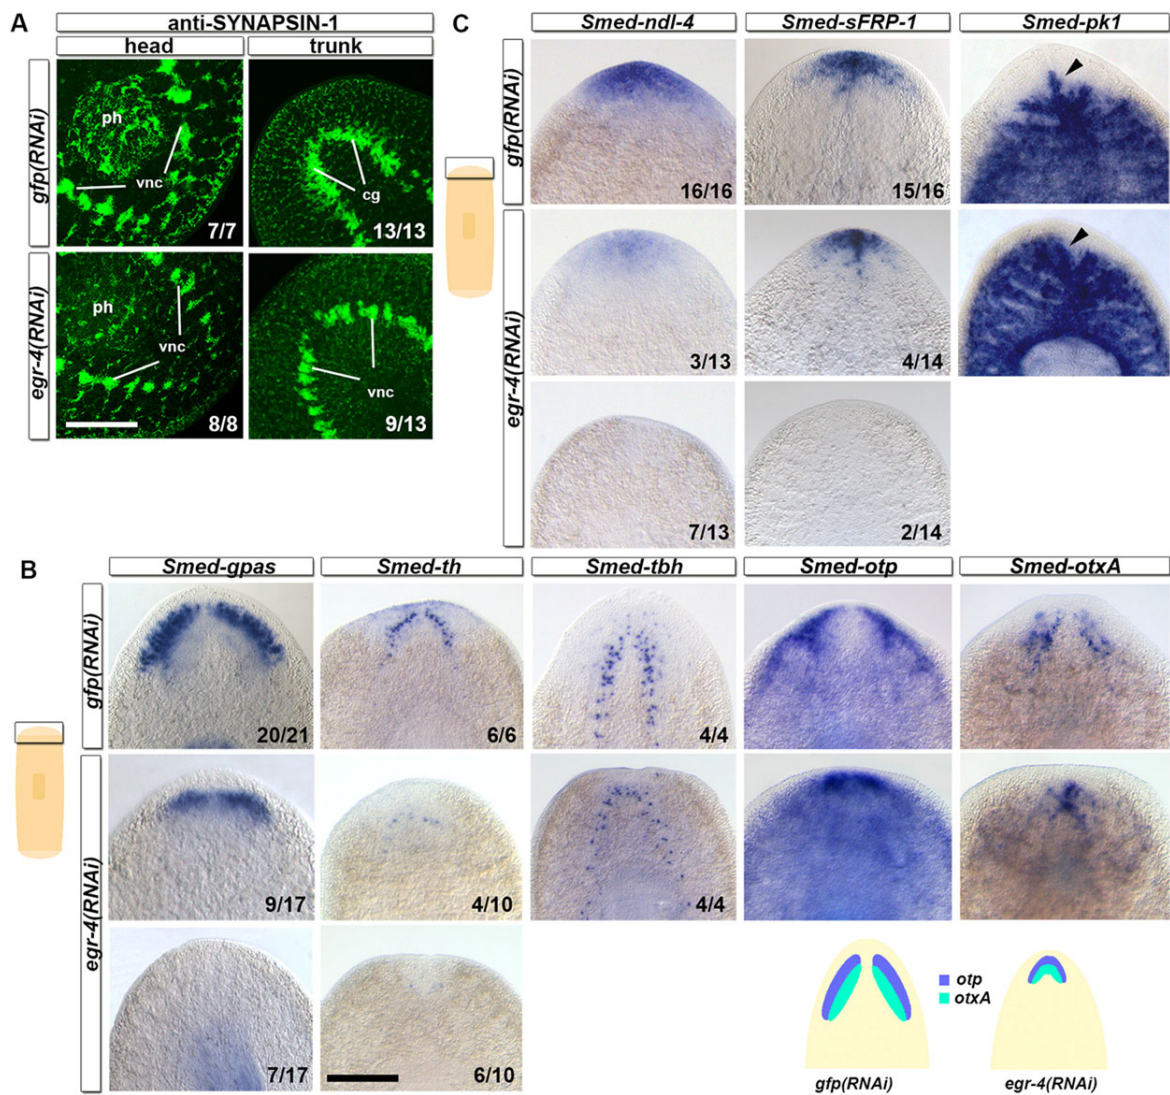 A
anti-SYNAPSIN-1
head
trunk
gfp(RNAi)
ph
vnc
7/7
cg
13/13
egr-4(RNAi)
ph
vnc
8/8
vnc
9/13
C
Smed-ndl-4
Smed-sFRP-1
Smed-pk1
gfp(RNAi)
16/16
15/16
egr-4(RNAi)
3/13
4/14
7/13
2/14
B
Smed-gpas
Smed-th
Smed-tbh
Smed-otp
Smed-otxA
gfp(RNAi)
20/21
6/6
4/4
egr-4(RNAi)
9/17
4/10
4/4
7/17
6/10
otp
otxA
gfp(RNAi)
egr-4(RNAi)